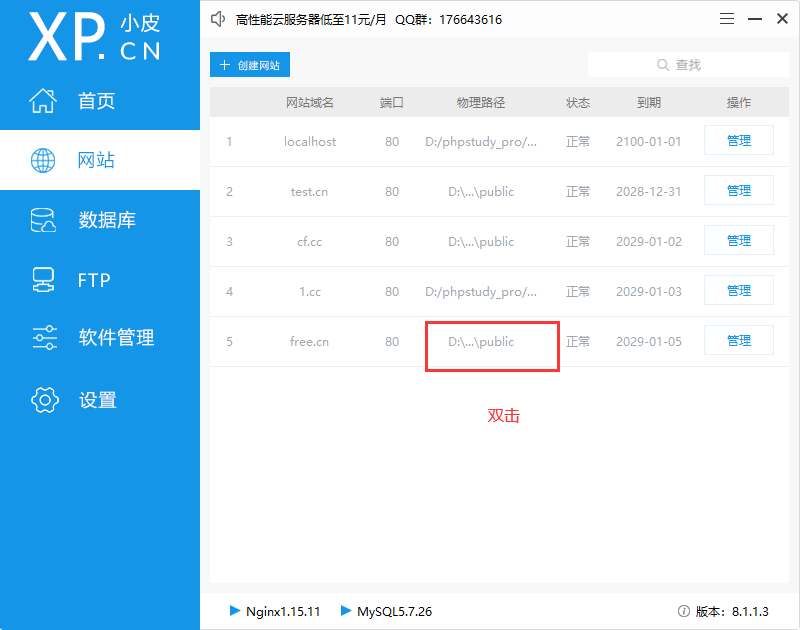 XP.CN 小皮
高性能云服务器低至11元/月 QQ群：176643616
首页
网站
数据库
FTP
软件管理
设置
创建网站
查找
网站域名 端口 物理路径 状态 到期 操作
1 localhost 80 D:/phpstudy_pro/... 正常 2100-01-01 管理
2 test.cn 80 D:\...\public 正常 2028-12-31 管理
3 cf.cc 80 D:\...\public 正常 2029-01-02 管理
4 1.cc 80 D:/phpstudy_pro/... 正常 2029-01-03 管理
5 free.cn 80 D:\...\public 正常 2029-01-05 管理
双击
Nginx1.15.11 MySQL5.7.26 版本：8.1.1.3